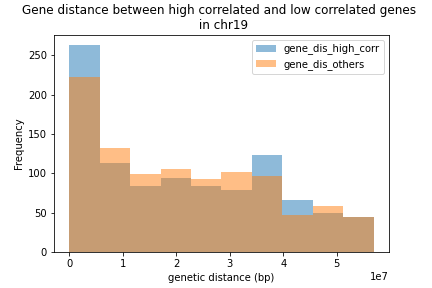 Gene distance between high correlated and low correlated genes
in chr19
gene_dis_high_corr
gene_dis_others
Frequency
250
200
150
100
50
0
0 1 2 3 4 5
1e7
genetic distance (bp)